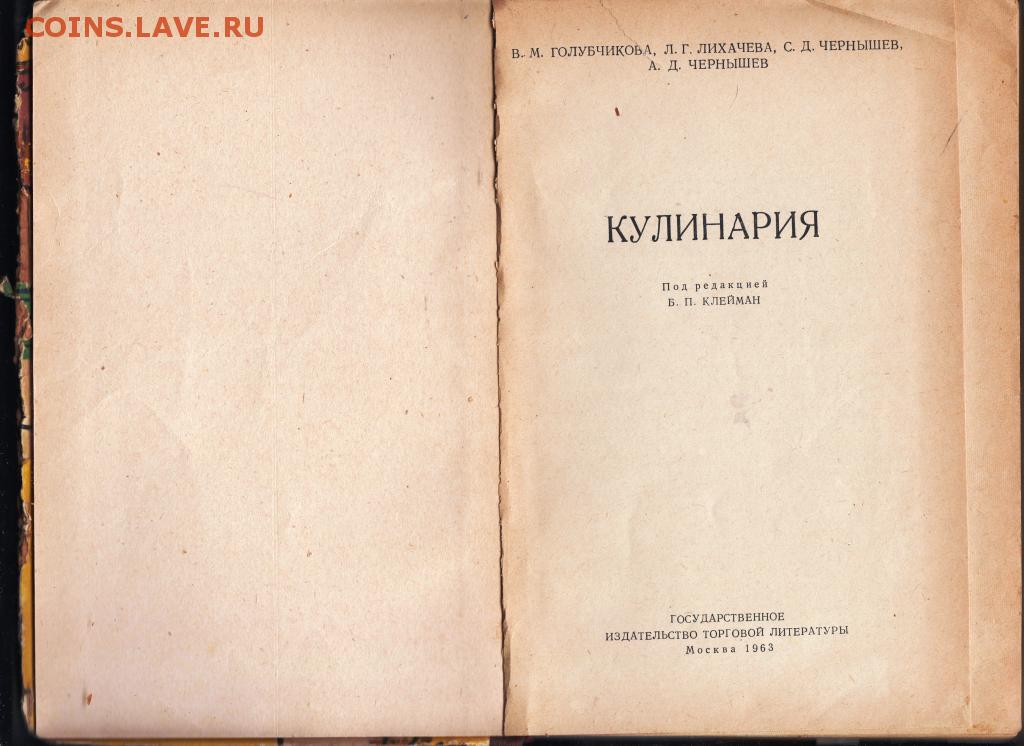 COINS.LAVE.RU
В. М. ГОЛУБЧИКОВА, Л. Г. ЛИХАЧЕВА, С. Д. ЧЕРНЫШЕВ,
А. Д. ЧЕРНЫШЕВ
КУЛИНАРИЯ
Под редакцией
Б. П. КЛЕЙМАН
ГОСУДАРСТВЕННОЕ
ИЗДАТЕЛЬСТВО ТОРГОВОЙ ЛИТЕРАТУРЫ
Москва 1963